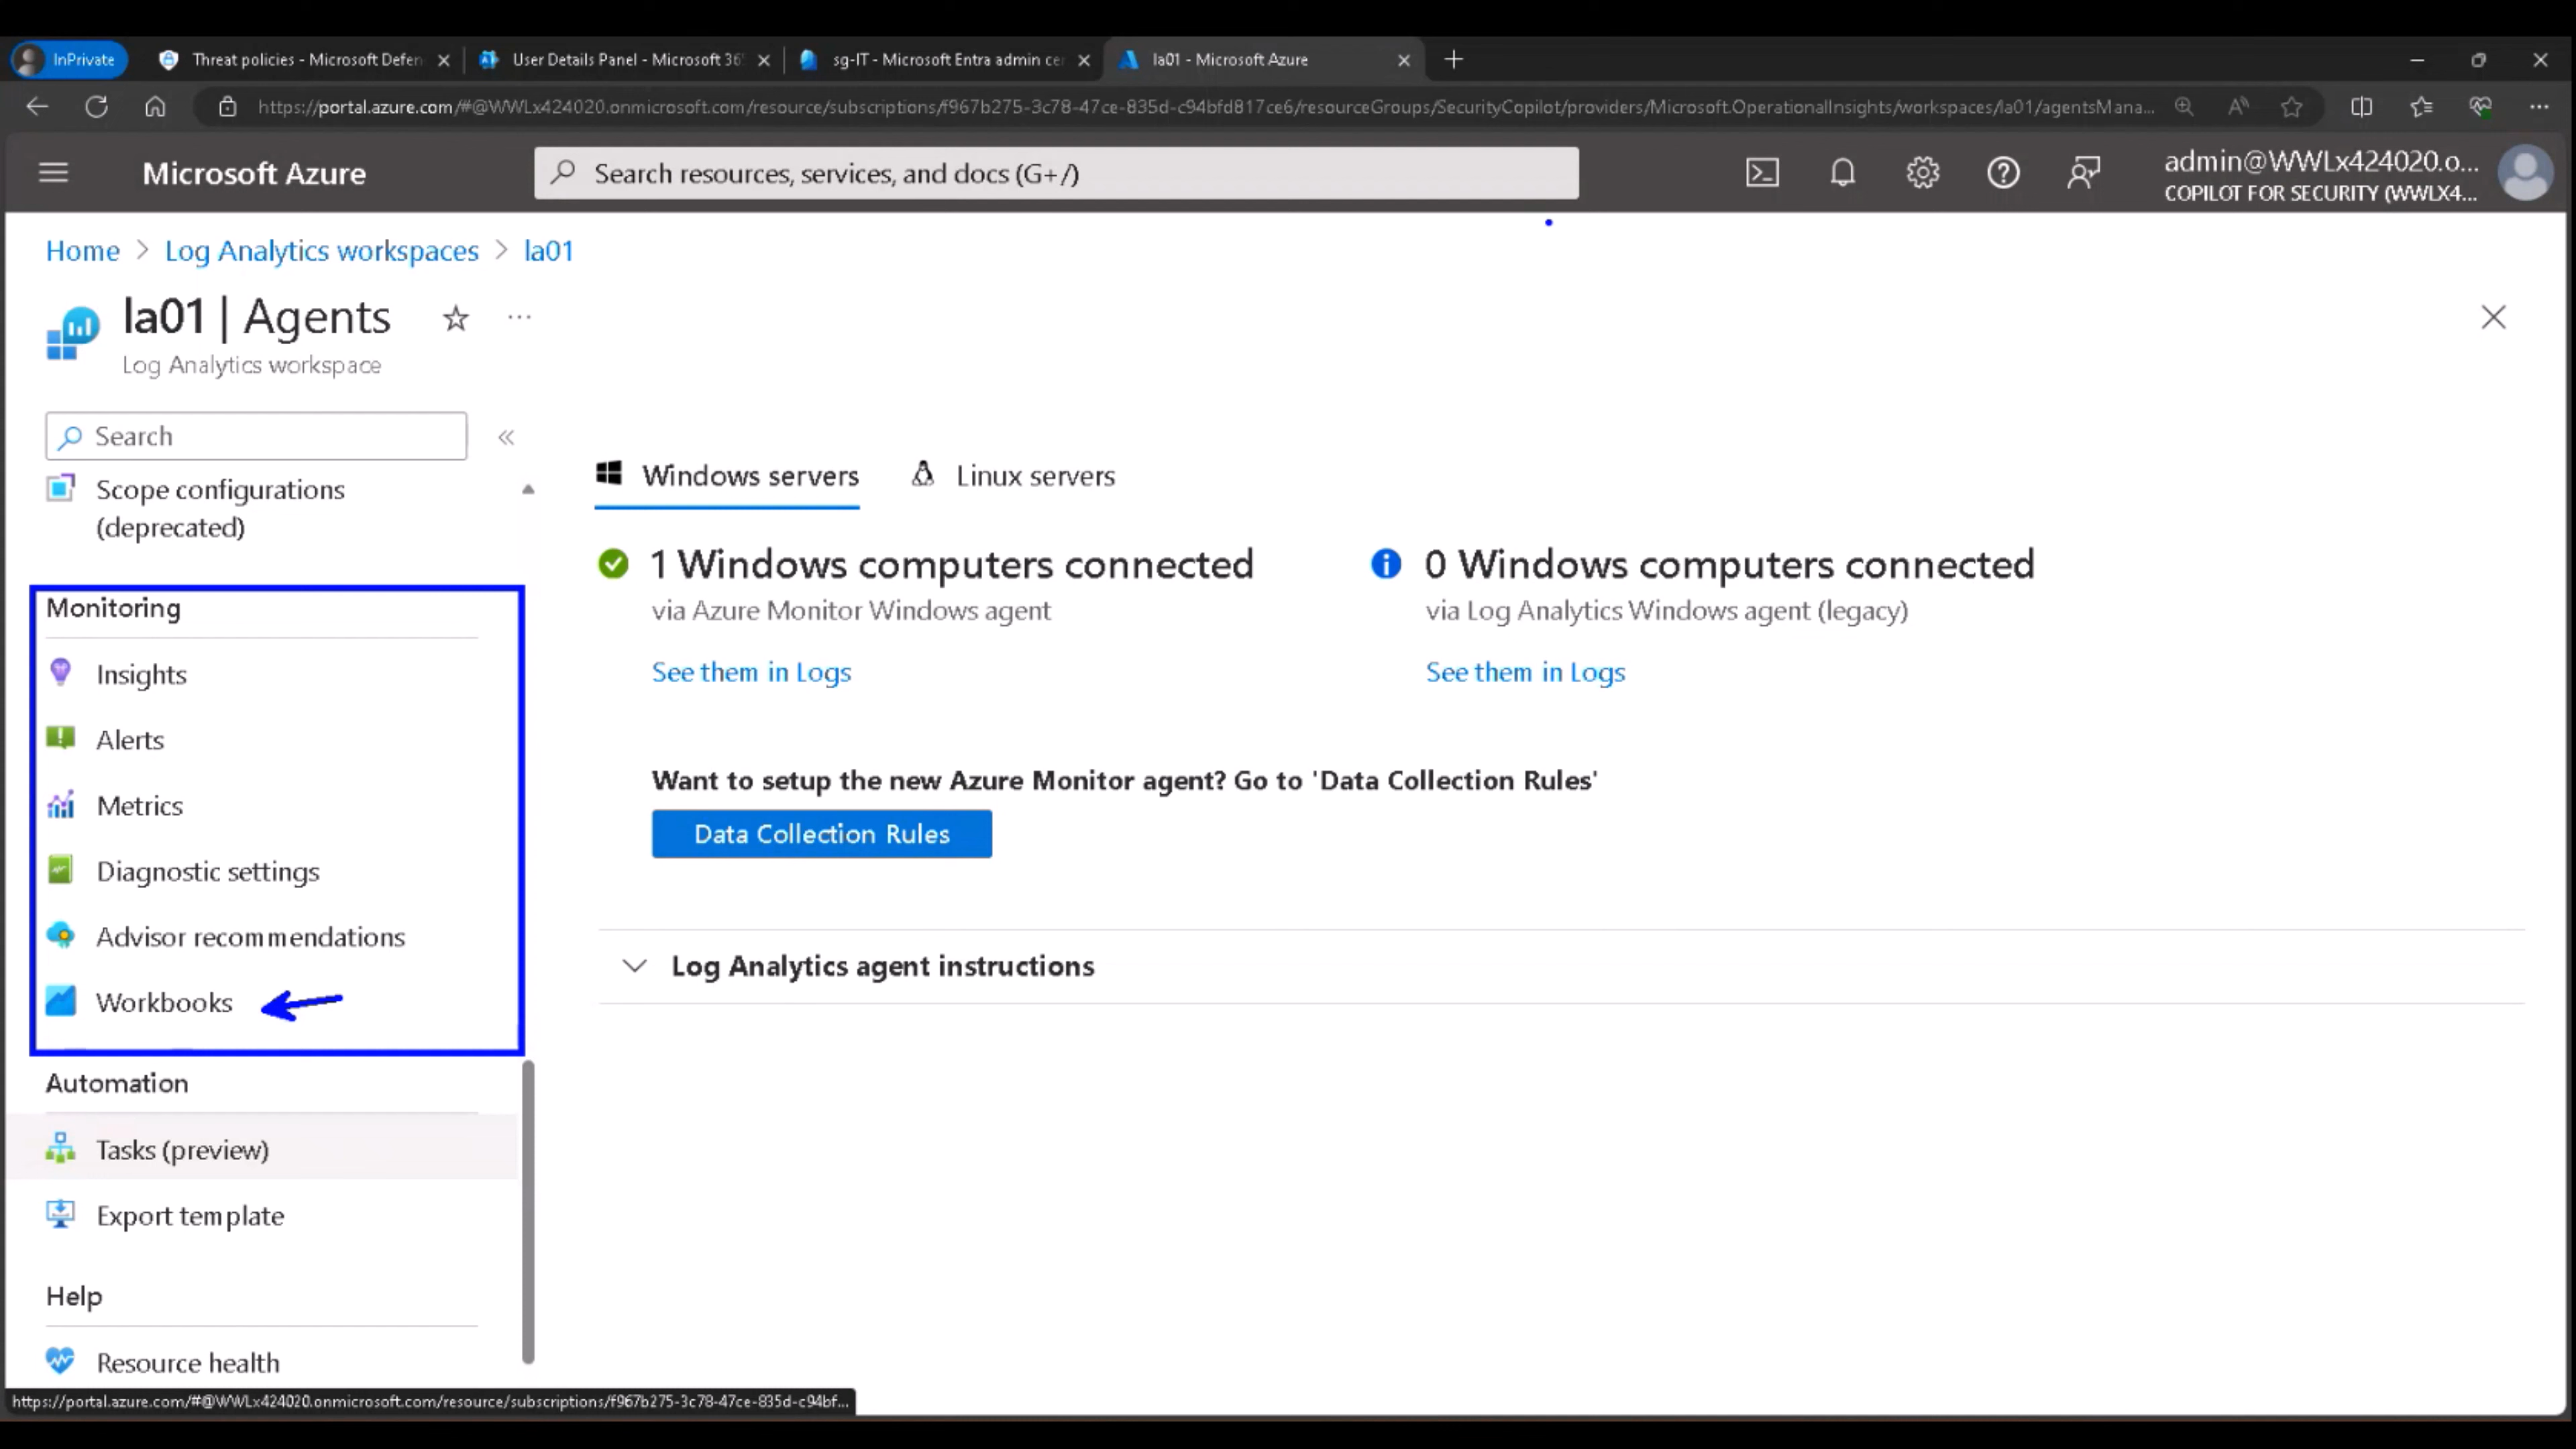 InPrivate
Threat policies - Microsoft Defen
User Details Panel - Microsoft 36
sg-IT - Microsoft Entra admin cen
la01 - Microsoft Azure
https://portal.azure.com/#@WWLx424020.onmicrosoft.com/resource/subscriptions/f967b275-3c78-47ce-835d-c94bfd817ce6/resourceGroups/SecurityCopilot/providers/Microsoft.OperationalInsights/workspaces/la01/agentsMana...
Microsoft Azure
Search resources, services, and docs (G+/)
admin@WWLx424020.o...
COPILOT FOR SECURITY (WWLX4...
Home > Log Analytics workspaces > la01
la01 | Agents
Log Analytics workspace
Search
Scope configurations
(deprecated)
Monitoring
Insights
Alerts
Metrics
Diagnostic settings
Advisor recommendations
Workbooks
Automation
Tasks (preview)
Export template
Help
Resource health
Windows servers
Linux servers
1 Windows computers connected
via Azure Monitor Windows agent
See them in Logs
0 Windows computers connected
via Log Analytics Windows agent (legacy)
See them in Logs
Want to setup the new Azure Monitor agent? Go to 'Data Collection Rules'
Data Collection Rules
Log Analytics agent instructions
https://portal.azure.com/#@WWLx424020.onmicrosoft.com/resource/subscriptions/f967b275-3c78-47ce-835d-c94bf...